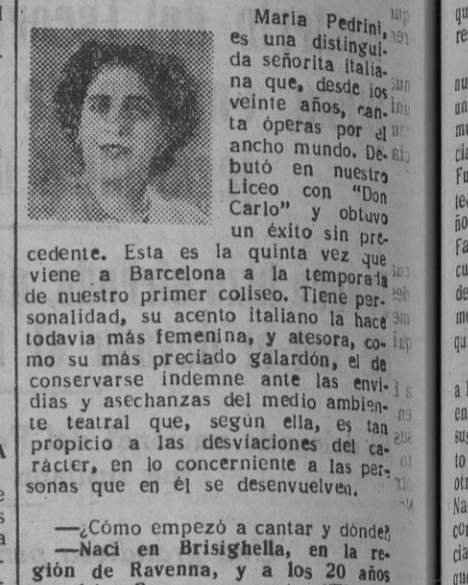 Maria Pedrini,
es una distingui-
da señorita italia-
na que, desde ios
veinte años, can-
ta óperas por el
ancho mundo. De-
butó en nuestro
Liceo con "Don
Carlo" y obtuvo
un éxito sin pre-
cedente. Esta es la quinta vez que
viene a Barcelona a la temporada
de nuestro primer coliseo. Tiene per-
sonalidad, su acento italiano la hace
todavia más femenina, y atesora, co-
mo su más preciado galardón, el de
conservarse indemne ante las envi-
dias y asechanzas del medio ambien-
te teatral que, según ella, es tan
propicio a las desviaciones del ca-
rácter, en lo concerniente a las per-
sonas que en él se desenvuelven.
—¿Cómo empezó a cantar y dónde?
—Nací en Brisighella, en la re-
gión de Ravenna, y a los 20 años